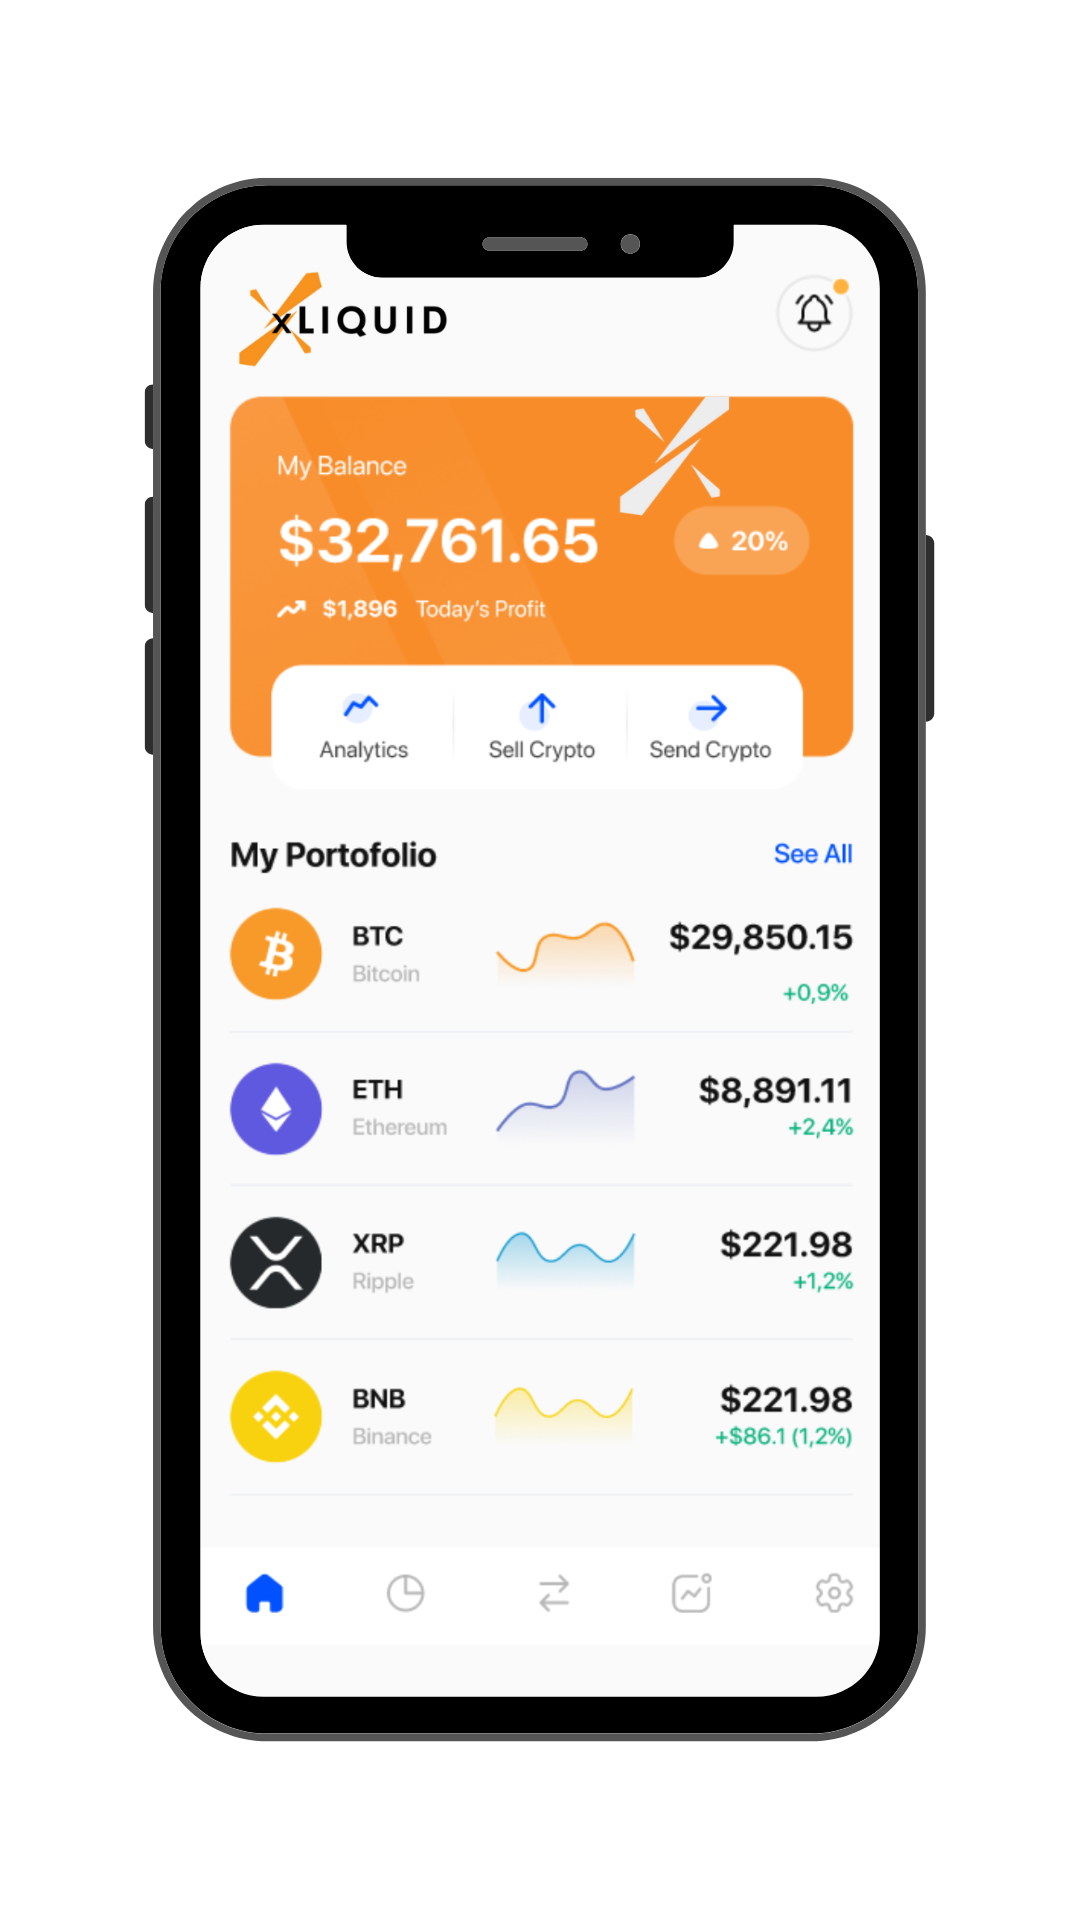 xLIQUID
My Balance
$32,761.65
20%
$1,896 Today's Profit
Analytics Sell Crypto Send Crypto
My Portofolio See All
BTC $29,850.15
Bitcoin
+0,9%
ETH $8,891.11
Ethereum +2,4%
XRP $221.98
Ripple +1,2%
BNB $221.98
Binance +$86.1 (1,2%)